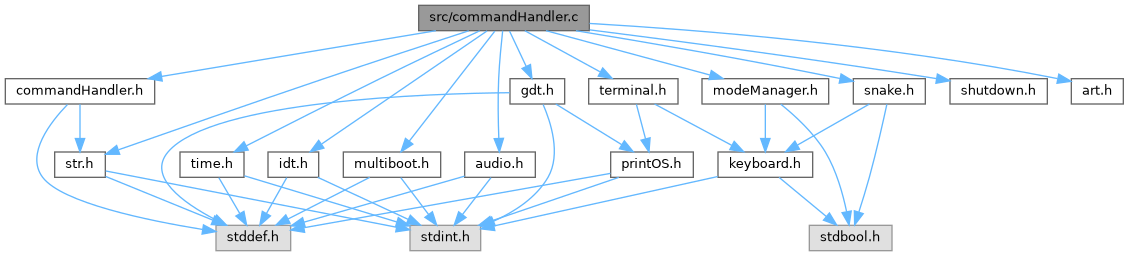 src/commandHandler.c
commandHandler.h
gdt.h
terminal.h
modeManager.h
snake.h
shutdown.h
art.h
str.h
time.h
idt.h
multiboot.h
audio.h
printOS.h
keyboard.h
stddef.h
stdint.h
stdbool.h